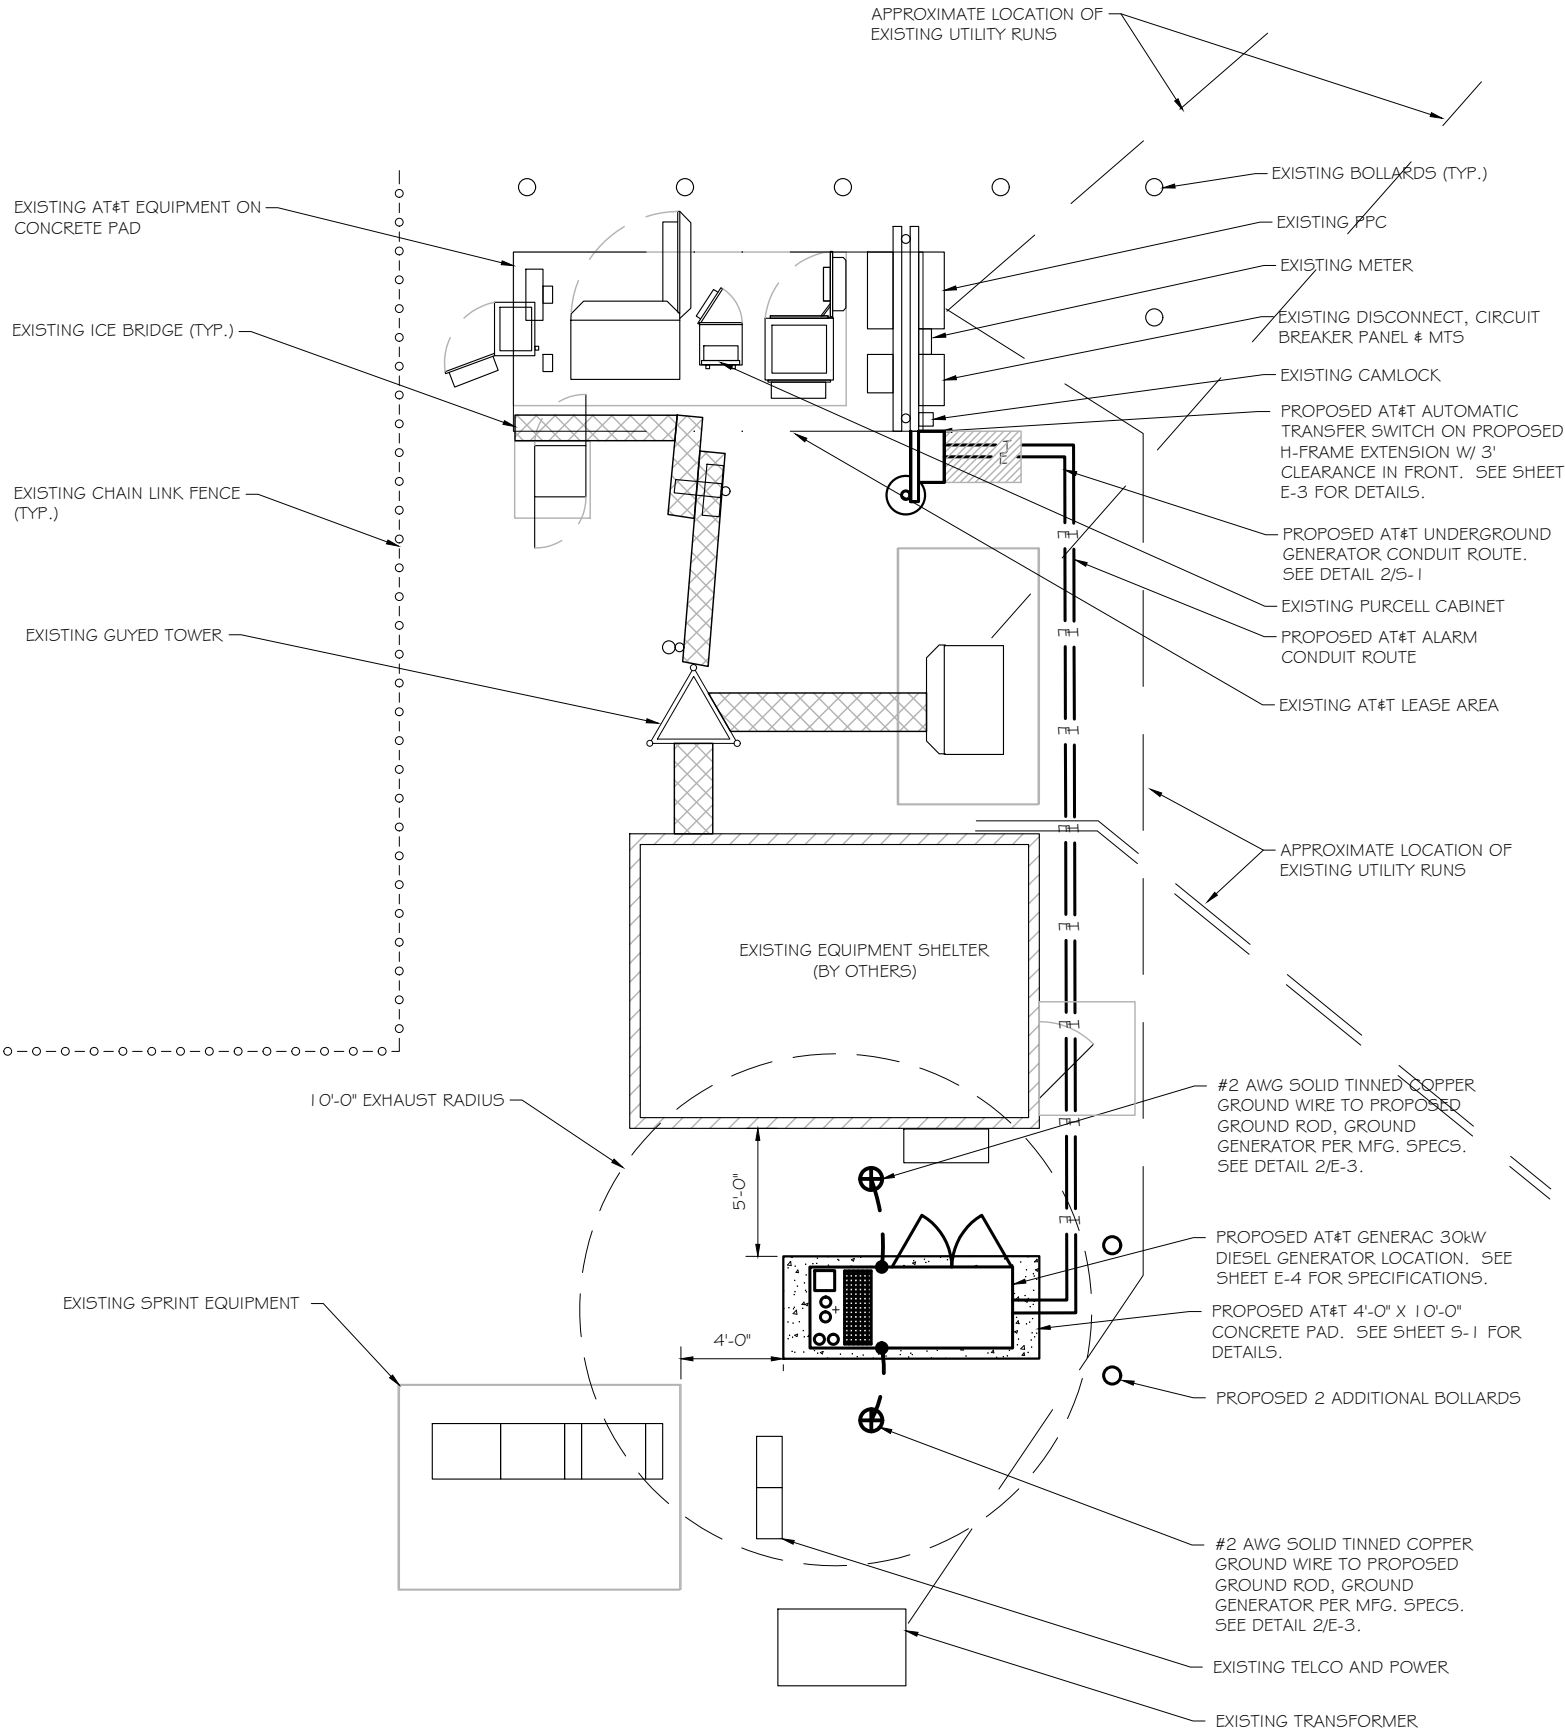 APPROXIMATE LOCATION OF
EXISTING UTILITY RUNS
EXISTING BOLLARDS (TYP.)
EXISTING AT&T EQUIPMENT ON
CONCRETE PAD
EXISTING PPC
EXISTING METER
EXISTING ICE BRIDGE (TYP.)
EXISTING DISCONNECT, CIRCUIT
BREAKER PANEL & MTS
EXISTING CAMLOCK
PROPOSED AT&T AUTOMATIC
TRANSFER SWITCH ON PROPOSED
H-FRAME EXTENSION W/ 3'
CLEARANCE IN FRONT. SEE SHEET
E-3 FOR DETAILS.
EXISTING CHAIN LINK FENCE
(TYP.)
PROPOSED AT&T UNDERGROUND
GENERATOR CONDUIT ROUTE.
SEE DETAIL 2/S-1
EXISTING PURCELL CABINET
EXISTING GUYED TOWER
PROPOSED AT&T ALARM
CONDUIT ROUTE
EXISTING AT&T LEASE AREA
APPROXIMATE LOCATION OF
EXISTING UTILITY RUNS
EXISTING EQUIPMENT SHELTER
(BY OTHERS)
10'-0" EXHAUST RADIUS
#2 AWG SOLID TINNED COPPER
GROUND WIRE TO PROPOSED
GROUND ROD, GROUND
GENERATOR PER MFG. SPECS.
SEE DETAIL 2/E-3.
5'-0"
PROPOSED AT&T GENERAC 30kW
DIESEL GENERATOR LOCATION. SEE
SHEET E-4 FOR SPECIFICATIONS.
EXISTING SPRINT EQUIPMENT
PROPOSED AT&T 4'-0" X 10'-0"
CONCRETE PAD. SEE SHEET S-1 FOR
DETAILS.
4'-0"
PROPOSED 2 ADDITIONAL BOLLARDS
#2 AWG SOLID TINNED COPPER
GROUND WIRE TO PROPOSED
GROUND ROD, GROUND
GENERATOR PER MFG. SPECS.
SEE DETAIL 2/E-3.
EXISTING TELCO AND POWER
EXISTING TRANSFORMER